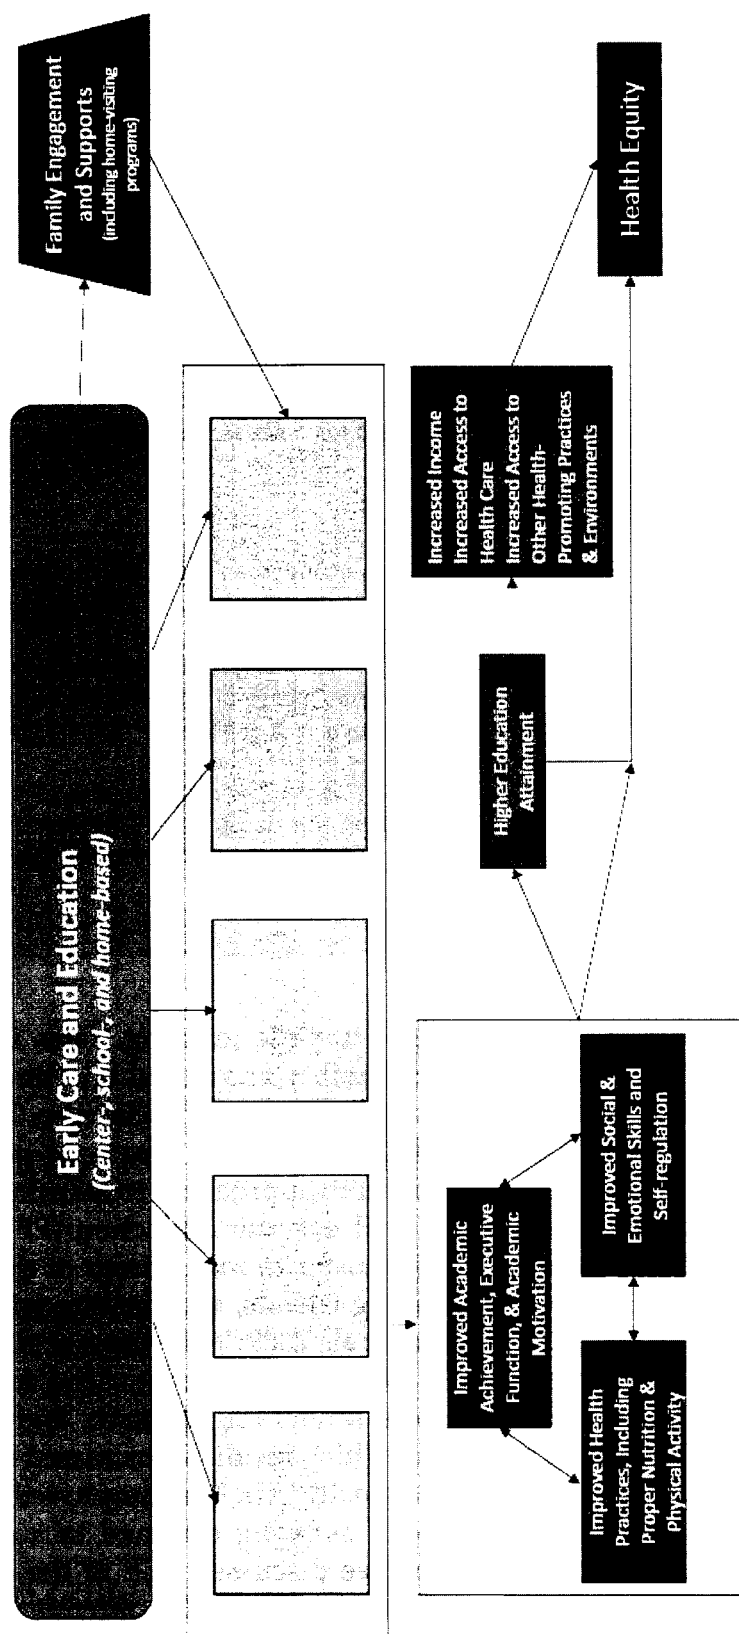 Early Care and Education
(Center-, school-, and home-based)
Family Engagement
and Supports
(including home-visiting
programs)
Improved Academic
Achievement, Executive
Function, & Academic
Motivation
Improved Health
Practices, Including
Proper Nutrition &
Physical Activity
Improved Social &
Emotional Skills and
Self-regulation
Higher Education
Attainment
Increased Income
Increased Access to
Health Care
Increased Access to
Other Health-
Promoting Practices
& Environments
Health Equity